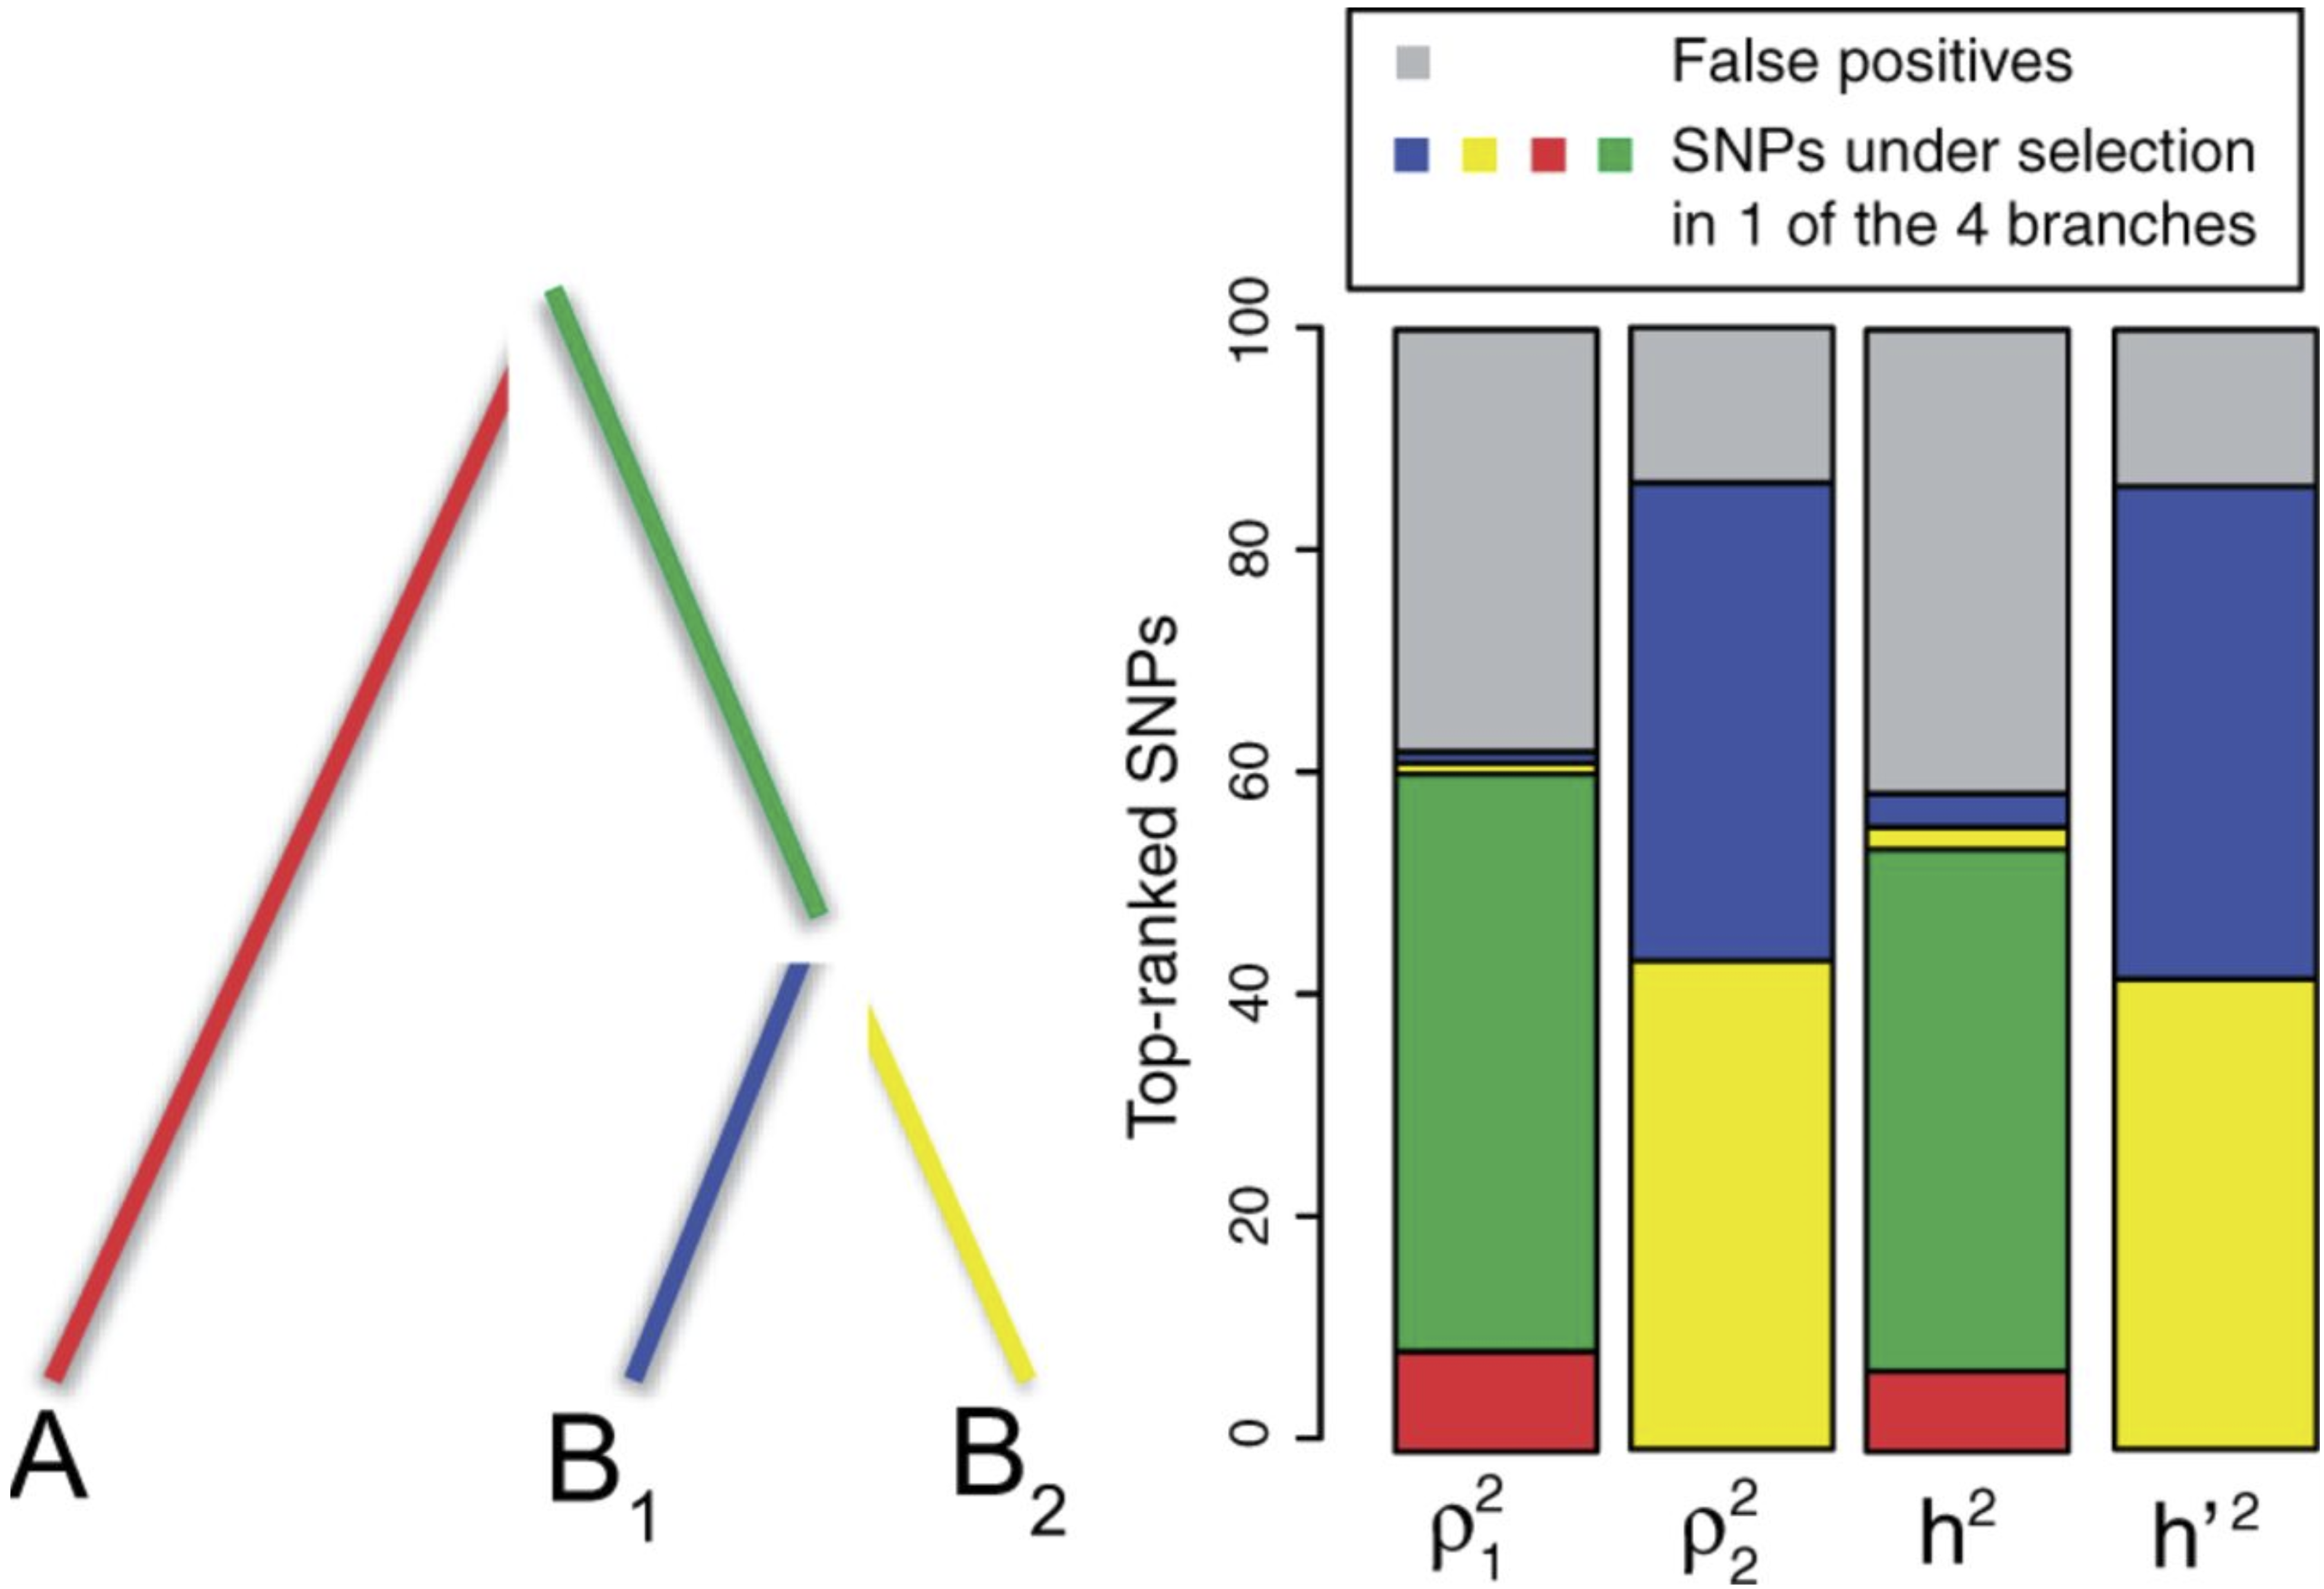 False positives
SNPs under selection
in 1 of the 4 branches
100
80
60
40
20
0
Top-ranked SNPs
A
B₁
B₂
ρ₁²
ρ₂²
h²
h’²